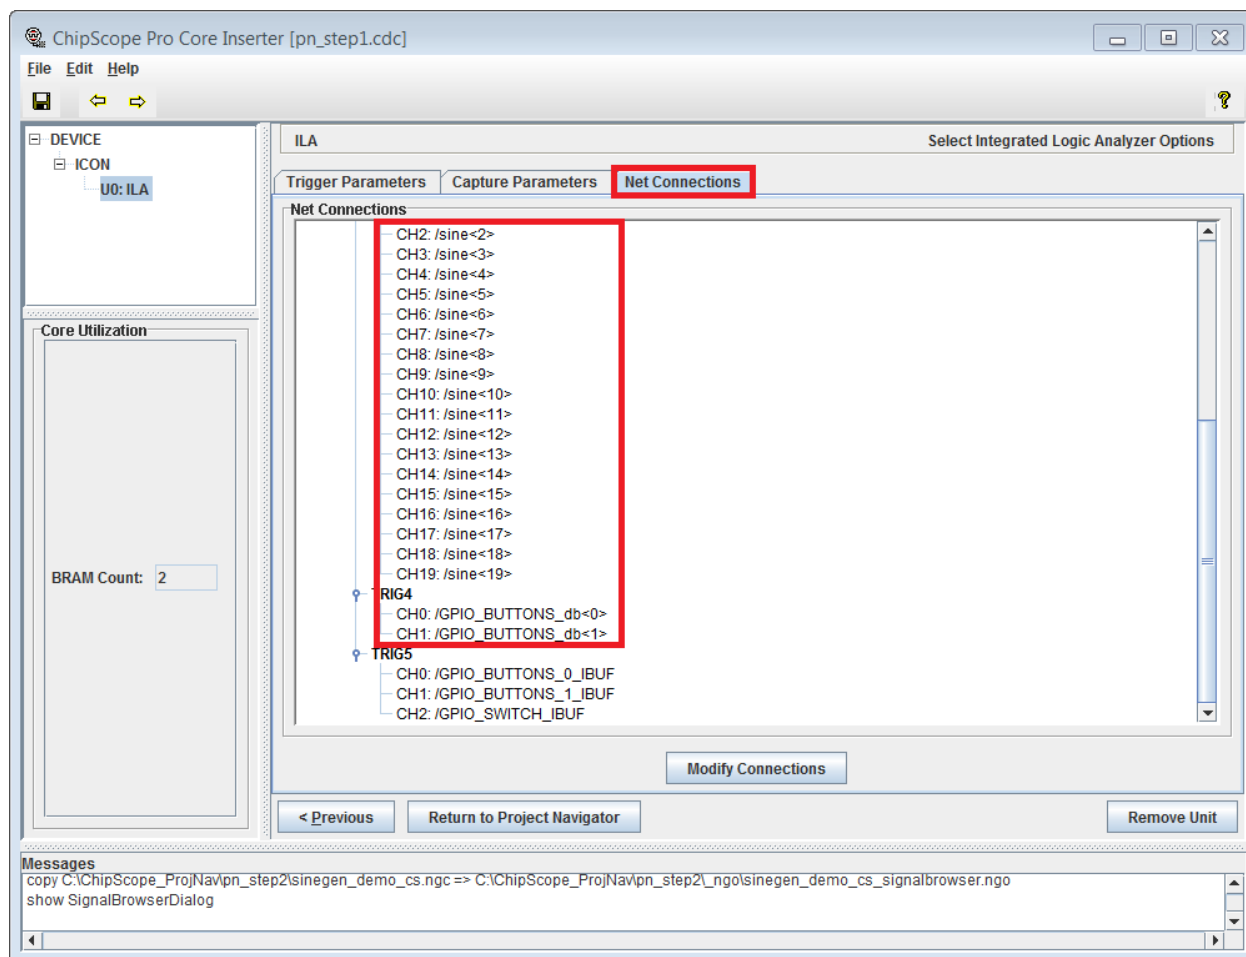 ChipScope Pro Core Inserter [pn_step1.cdc]
File Edit Help
DEVICE
ICON
U0: ILA
Core Utilization
BRAM Count: 2
ILA Select Integrated Logic Analyzer Options
Trigger Parameters Capture Parameters Net Connections
Net Connections
CH2: /sine<2>
CH3: /sine<3>
CH4: /sine<4>
CH5: /sine<5>
CH6: /sine<6>
CH7: /sine<7>
CH8: /sine<8>
CH9: /sine<9>
CH10: /sine<10>
CH11: /sine<11>
CH12: /sine<12>
CH13: /sine<13>
CH14: /sine<14>
CH15: /sine<15>
CH16: /sine<16>
CH17: /sine<17>
CH18: /sine<18>
CH19: /sine<19>
TRIG4
CH0: /GPIO_BUTTONS_db<0>
CH1: /GPIO_BUTTONS_db<1>
TRIG5
CH0: /GPIO_BUTTONS_0_IBUF
CH1: /GPIO_BUTTONS_1_IBUF
CH2: /GPIO_SWITCH_IBUF
Modify Connections
< Previous Return to Project Navigator Remove Unit
Messages
copy C:\ChipScope_ProjNav\pn_step2\sinegen_demo_cs.ngc => C:\ChipScope_ProjNav\pn_step2\_ngo\sinegen_demo_cs_signalbrowser.ngo
show SignalBrowserDialog